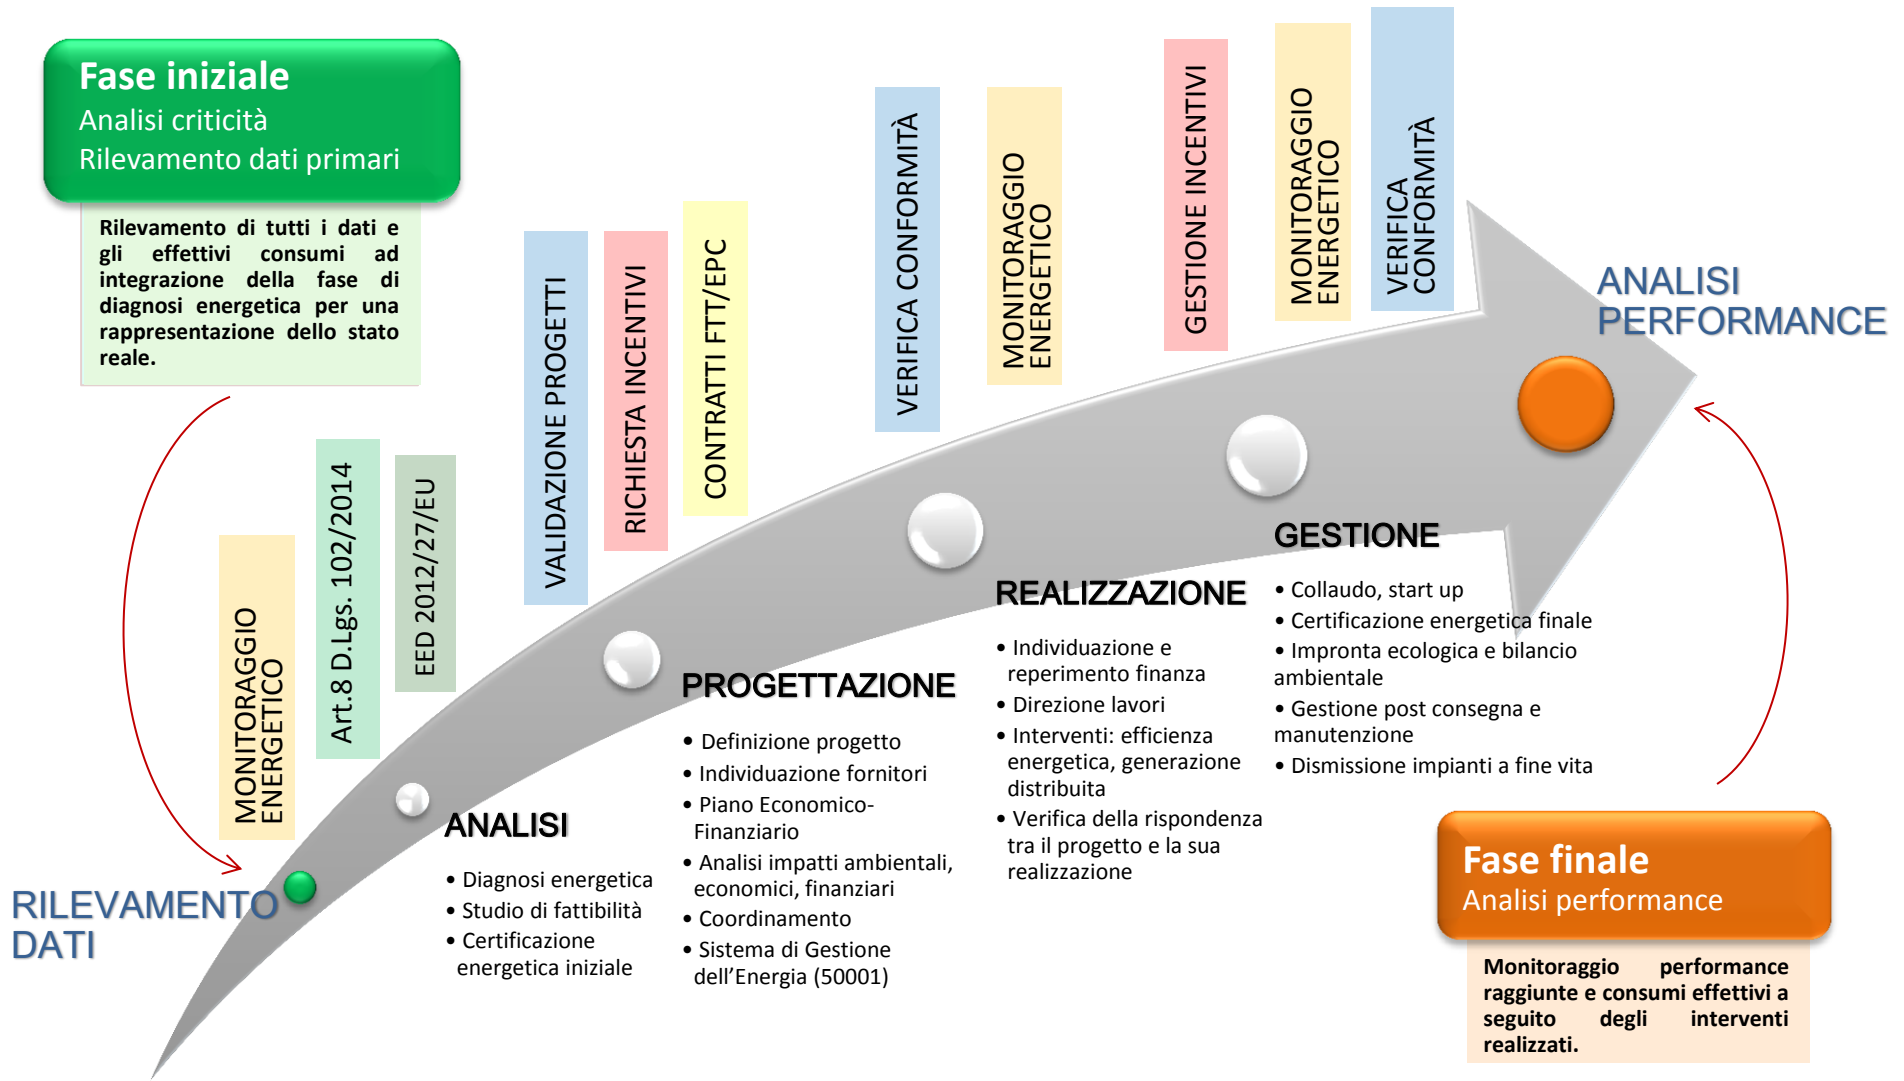 Fase iniziale
Analisi criticità
Rilevamento dati primari
Rilevamento di tutti i dati e
gli effettivi consumi ad
integrazione della fase di
diagnosi energetica per una
rappresentazione dello stato
reale.
RILEVAMENTO
DATI
MONITORAGGIO
ENERGETICO
Art.8 D.Lgs. 102/2014
EED 2012/27/EU
ANALISI
• Diagnosi energetica
• Studio di fattibilità
• Certificazione
energetica iniziale
VALIDAZIONE PROGETTI
RICHIESTA INCENTIVI
CONTRATTI FTT/EPC
PROGETTAZIONE
• Definizione progetto
• Individuazione fornitori
• Piano Economico-
Finanziario
• Analisi impatti ambientali,
economici, finanziari
• Coordinamento
• Sistema di Gestione
dell’Energia (50001)
VERIFICA CONFORMITÀ
MONITORAGGIO
ENERGETICO
REALIZZAZIONE
• Individuazione e
reperimento finanza
• Direzione lavori
• Interventi: efficienza
energetica, generazione
distribuita
• Verifica della rispondenza
tra il progetto e la sua
realizzazione
GESTIONE INCENTIVI
MONITORAGGIO
ENERGETICO
VERIFICA
CONFORMITÀ
GESTIONE
• Collaudo, start up
• Certificazione energetica finale
• Impronta ecologica e bilancio
ambientale
• Gestione post consegna e
manutenzione
• Dismissione impianti a fine vita
ANALISI
PERFORMANCE
Fase finale
Analisi performance
Monitoraggio performance
raggiunte e consumi effettivi a
seguito degli interventi
realizzati.